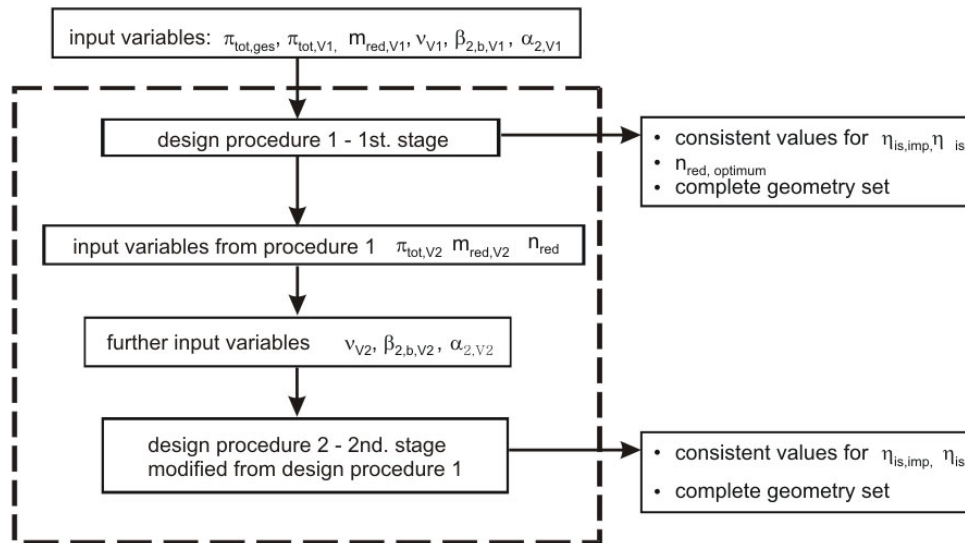 input variables: π_tot,ges, π_tot,V1, m_red,V1, ν_V1, β_2,b,V1, α_2,V1
design procedure 1 - 1st. stage
• consistent values for η_is,imp, η_is
• n_red, optimum
• complete geometry set
input variables from procedure 1 π_tot,V2 m_red,V2 n_red
further input variables ν_V2, β_2,b,V2, α_2,V2
design procedure 2 - 2nd. stage
modified from design procedure 1
• consistent values for η_is,imp, η_is
• complete geometry set